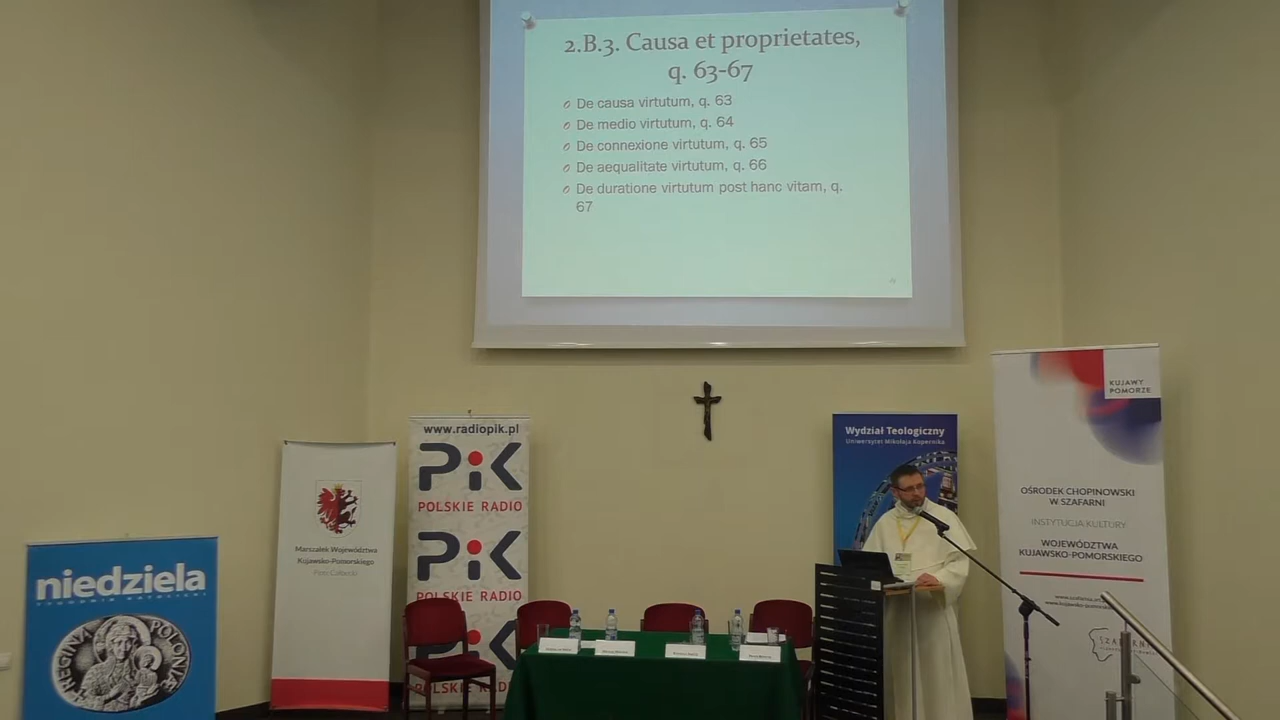 2.B.3. Causa et proprietates,
q. 63-67
De causa virtutum, q. 63
De medio virtutum, q. 64
De connexione virtutum, q. 65
De aequalitate virtutum, q. 66
De duratione virtutum post hanc vitam, q.
67
niedziela
REGINA POLONIÆ
Marszałek Województwa
Kujawsko-Pomorskiego
Piotr Całbecki
www.radiopik.pl
PiK
POLSKIE RADIO
PiK
POLSKIE RADIO
POLSKIE RADIO
Wydział Teologiczny
Uniwersytet Mikołaja Kopernika
KUJAWY
POMORZE
OŚRODEK CHOPINOWSKI
W SZAFARNI
INSTYTUCJA KULTURY
WOJEWÓDZTWA
KUJAWSKO-POMORSKIEGO